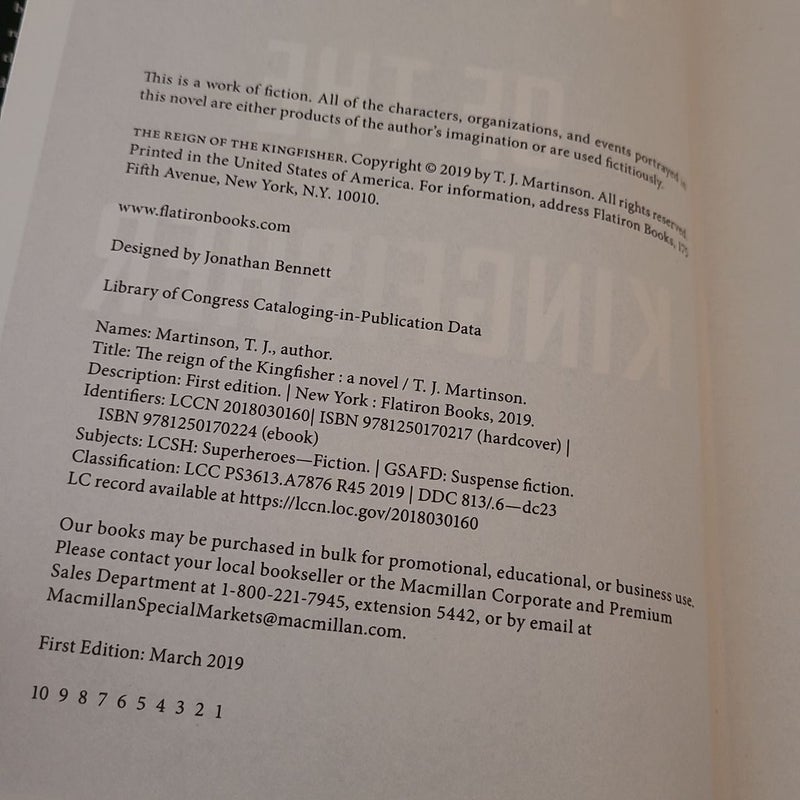 This is a work of fiction. All of the characters, organizations, and events portrayed in
this novel are either products of the author's imagination or are used fictitiously.
THE REIGN OF THE KINGFISHER. Copyright © 2019 by T. J. Martinson. All rights reserved.
Printed in the United States of America. For information, address Flatiron Books, 175
Fifth Avenue, New York, N.Y. 10010.
www.flatironbooks.com
Designed by Jonathan Bennett
Library of Congress Cataloging-in-Publication Data
Names: Martinson, T. J., author.
Title: The reign of the Kingfisher : a novel / T. J. Martinson.
Description: First edition. | New York : Flatiron Books, 2019.
Identifiers: LCCN 2018030160| ISBN 9781250170217 (hardcover) |
ISBN 9781250170224 (ebook)
Subjects: LCSH: Superheroes—Fiction. | GSAFD: Suspense fiction.
Classification: LCC PS3613.A7876 R45 2019 | DDC 813/.6—dc23
LC record available at https://lccn.loc.gov/2018030160
Our books may be purchased in bulk for promotional, educational, or business use.
Please contact your local bookseller or the Macmillan Corporate and Premium
Sales Department at 1-800-221-7945, extension 5442, or by email at
MacmillanSpecialMarkets@macmillan.com.
First Edition: March 2019
10 9 8 7 6 5 4 3 2 1